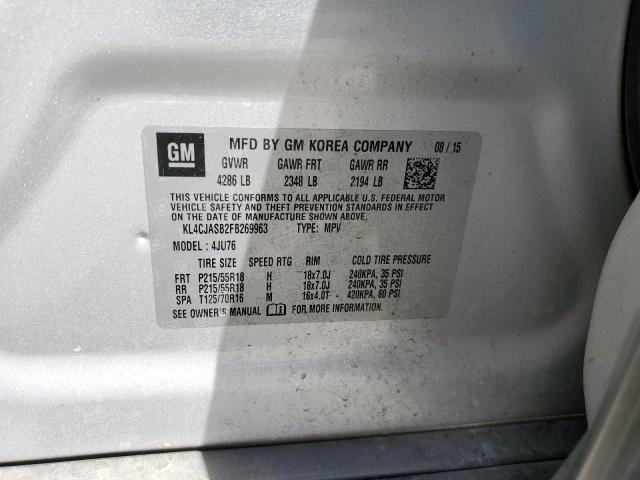 GM
MFD BY GM KOREA COMPANY 08 / 15
GVWR GAWR FRT GAWR RR
4286 LB 2348 LB 2194 LB
THIS VEHICLE CONFORMS TO ALL APPLICABLE U.S. FEDERAL MOTOR
VEHICLE SAFETY AND THEFT PREVENTION STANDARDS
IN EFFECT ON THE DATE OF MANUFACTURE SHOWN ABOVE.
KL4CJASB2FB269963 TYPE: MPV
MODEL : 4JU76
TIRE SIZE SPEED RTG RIM COLD TIRE PRESSURE
FRT P215/55R18 H 18x7.0J 240KPA, 35 PSI
RR P215/55R18 H 18x7.0J 240KPA, 35 PSI
SPA T125/70R16 M 16x4.0T 420KPA, 60 PSI
SEE OWNER'S MANUAL FOR MORE INFORMATION.